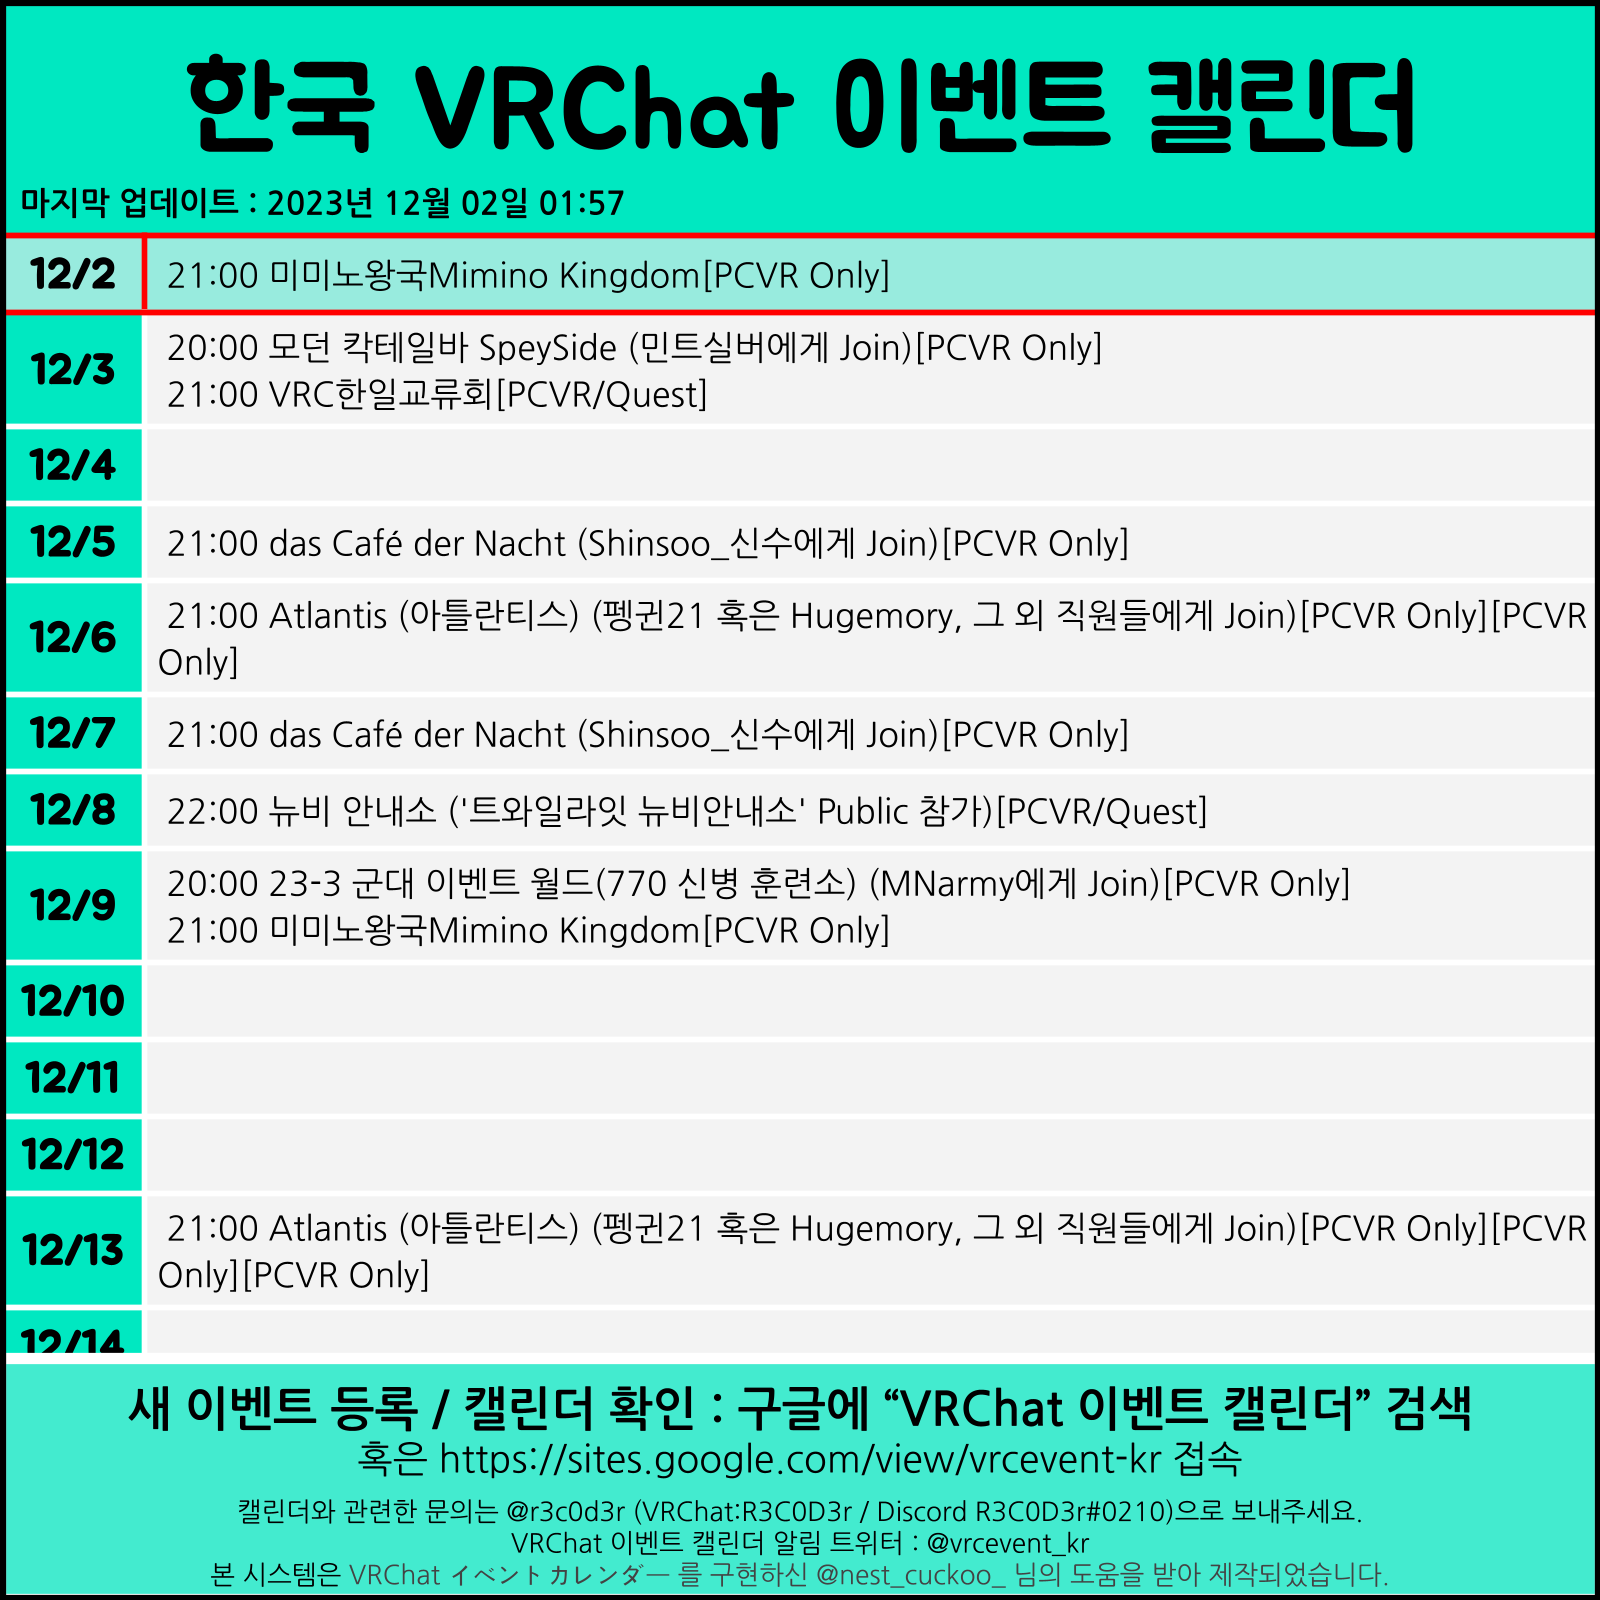 한국 VRChat 이벤트 캘린더
마지막 업데이트 : 2023년 12월 02일 01:57
12/2 21:00 미미노왕국Mimino Kingdom[PCVR Only]
12/3 20:00 모던 칵테일바 SpeySide (민트실버에게 Join)[PCVR Only]
21:00 VRC한일교류회[PCVR/Quest]
12/4
12/5 21:00 das Café der Nacht (Shinsoo_신수에게 Join)[PCVR Only]
12/6 21:00 Atlantis (아틀란티스) (펭귄21 혹은 Hugemory, 그 외 직원들에게 Join)[PCVR Only][PCVR
Only]
12/7 21:00 das Café der Nacht (Shinsoo_신수에게 Join)[PCVR Only]
12/8 22:00 뉴비 안내소 ('트와일라잇 뉴비안내소' Public 참가)[PCVR/Quest]
12/9 20:00 23-3 군대 이벤트 월드(770 신병 훈련소) (MNarmy에게 Join)[PCVR Only]
21:00 미미노왕국Mimino Kingdom[PCVR Only]
12/10
12/11
12/12
12/13 21:00 Atlantis (아틀란티스) (펭귄21 혹은 Hugemory, 그 외 직원들에게 Join)[PCVR Only][PCVR
Only][PCVR Only]
12/14
새 이벤트 등록 / 캘린더 확인 : 구글에 “VRChat 이벤트 캘린더” 검색
혹은 https://sites.google.com/view/vrcevent-kr 접속
캘린더와 관련한 문의는 @r3c0d3r (VRChat:R3C0D3r / Discord R3C0D3r#0210)으로 보내주세요.
VRChat 이벤트 캘린더 알림 트위터 : @vrcevent_kr
본 시스템은 VRChat イベントカレンダー 를 구현하신 @nest_cuckoo_ 님의 도움을 받아 제작되었습니다.